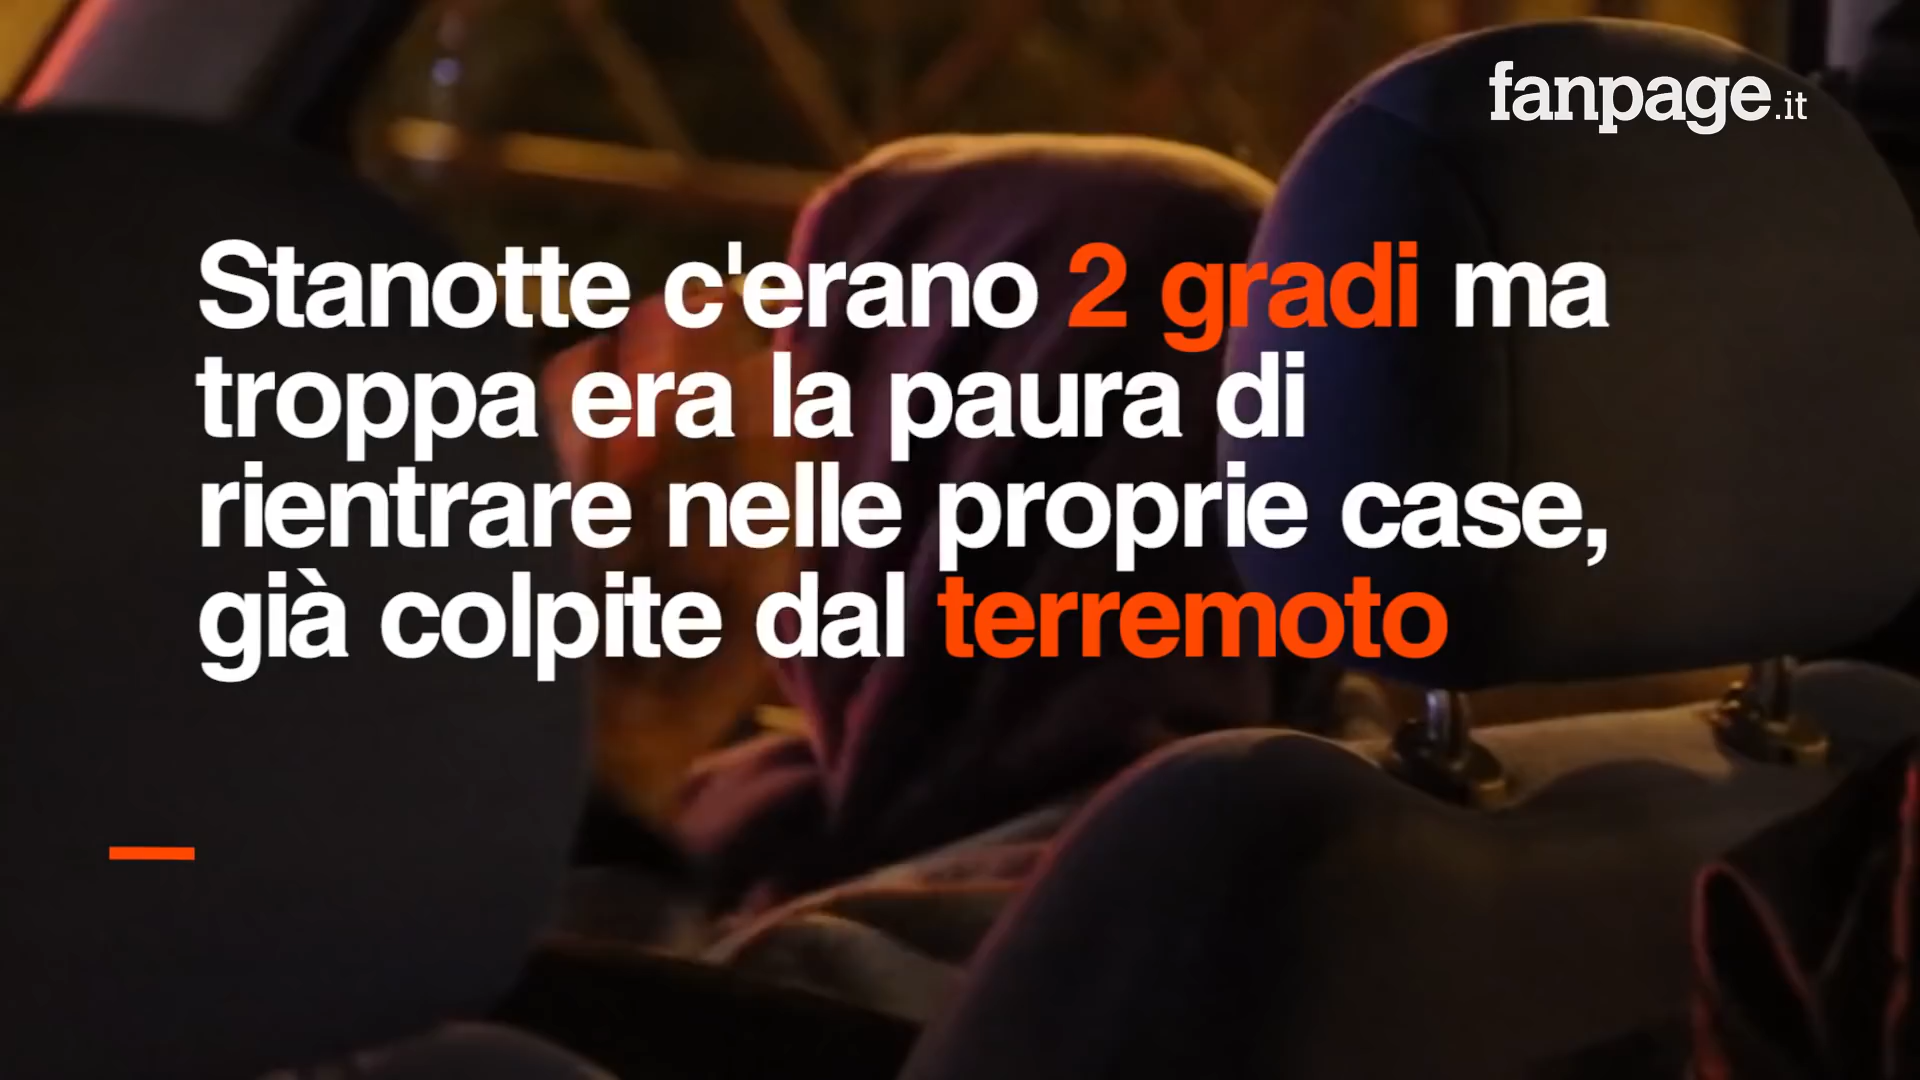 fanpage.it
Stanotte c'erano 2 gradi ma
troppa era la paura di
rientrare nelle proprie case,
già colpite dal terremoto